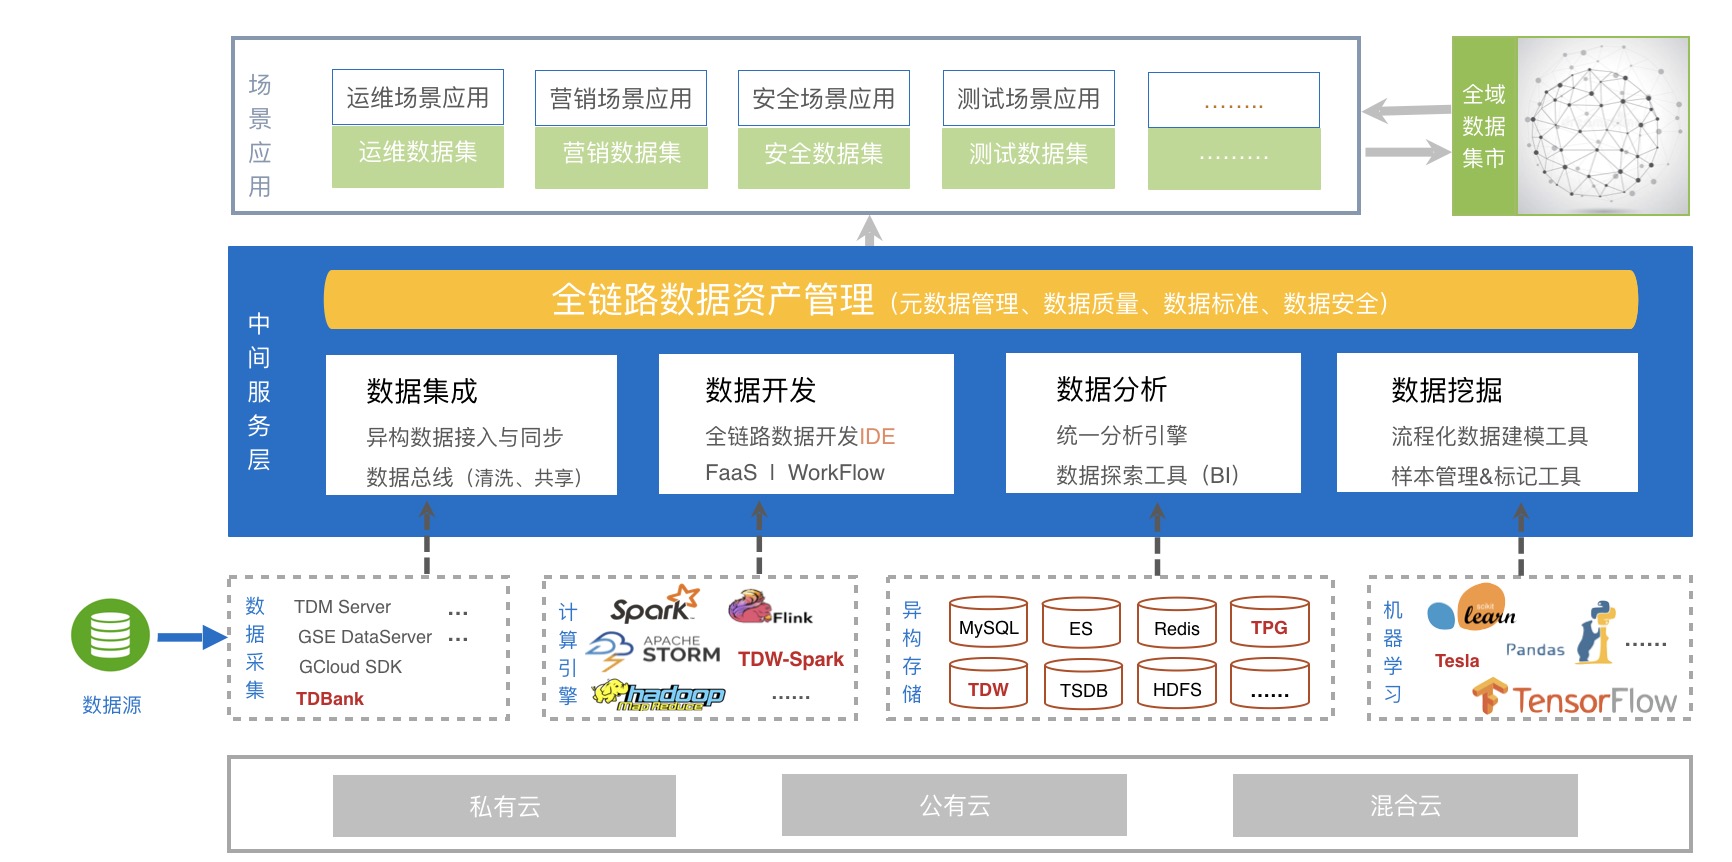 场景应用
运维场景应用
营销场景应用
安全场景应用
测试场景应用
……..
运维数据集
营销数据集
安全数据集
测试数据集
………
全域
数据
集市
中间服务层
全链路数据资产管理（元数据管理、数据质量、数据标准、数据安全）
数据集成
异构数据接入与同步
数据总线（清洗、共享）
数据开发
全链路数据开发IDE
FaaS | WorkFlow
数据分析
统一分析引擎
数据探索工具（BI）
数据挖掘
流程化数据建模工具
样本管理&标记工具
数据源
数据采集
TDM Server ...
GSE DataServer ...
GCloud SDK
TDBank
计算引擎
Spark
Flink
APACHE
STORM
TDW-Spark
hadoop
Map Reduce
……
异构存储
MySQL
ES
Redis
TPG
TDW
TSDB
HDFS
……
机器学习
scikit
learn
Pandas
……
Tesla
TensorFlow
私有云
公有云
混合云